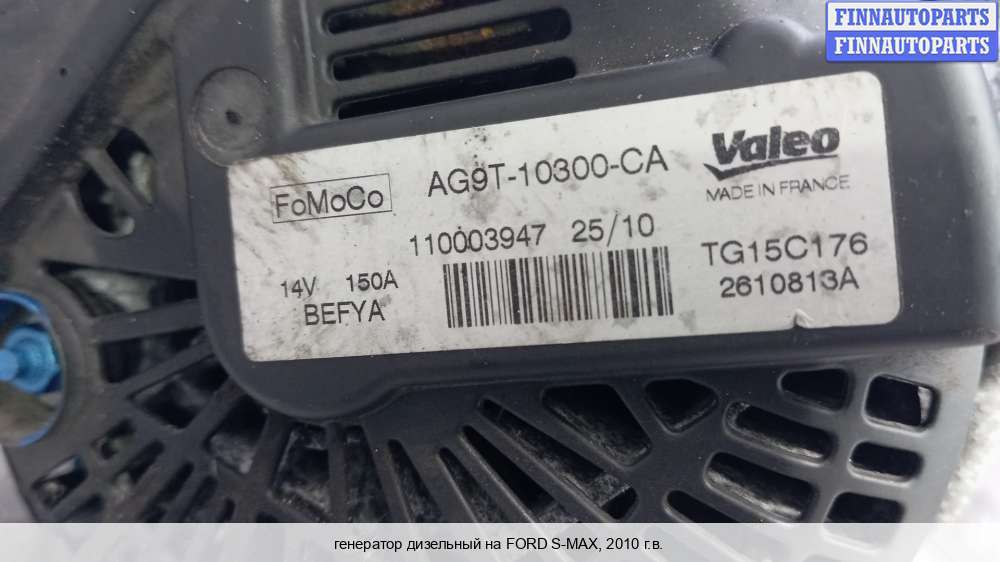 FINNAUTOPARTS
FINNAUTOPARTS
FoMoCo
AG9T-10300-CA
Valeo
MADE IN FRANCE
110003947 25/10
TG15C176
14V 150A
2610813A
BEFYA
генератор дизельный на FORD S-MAX, 2010 г.в.